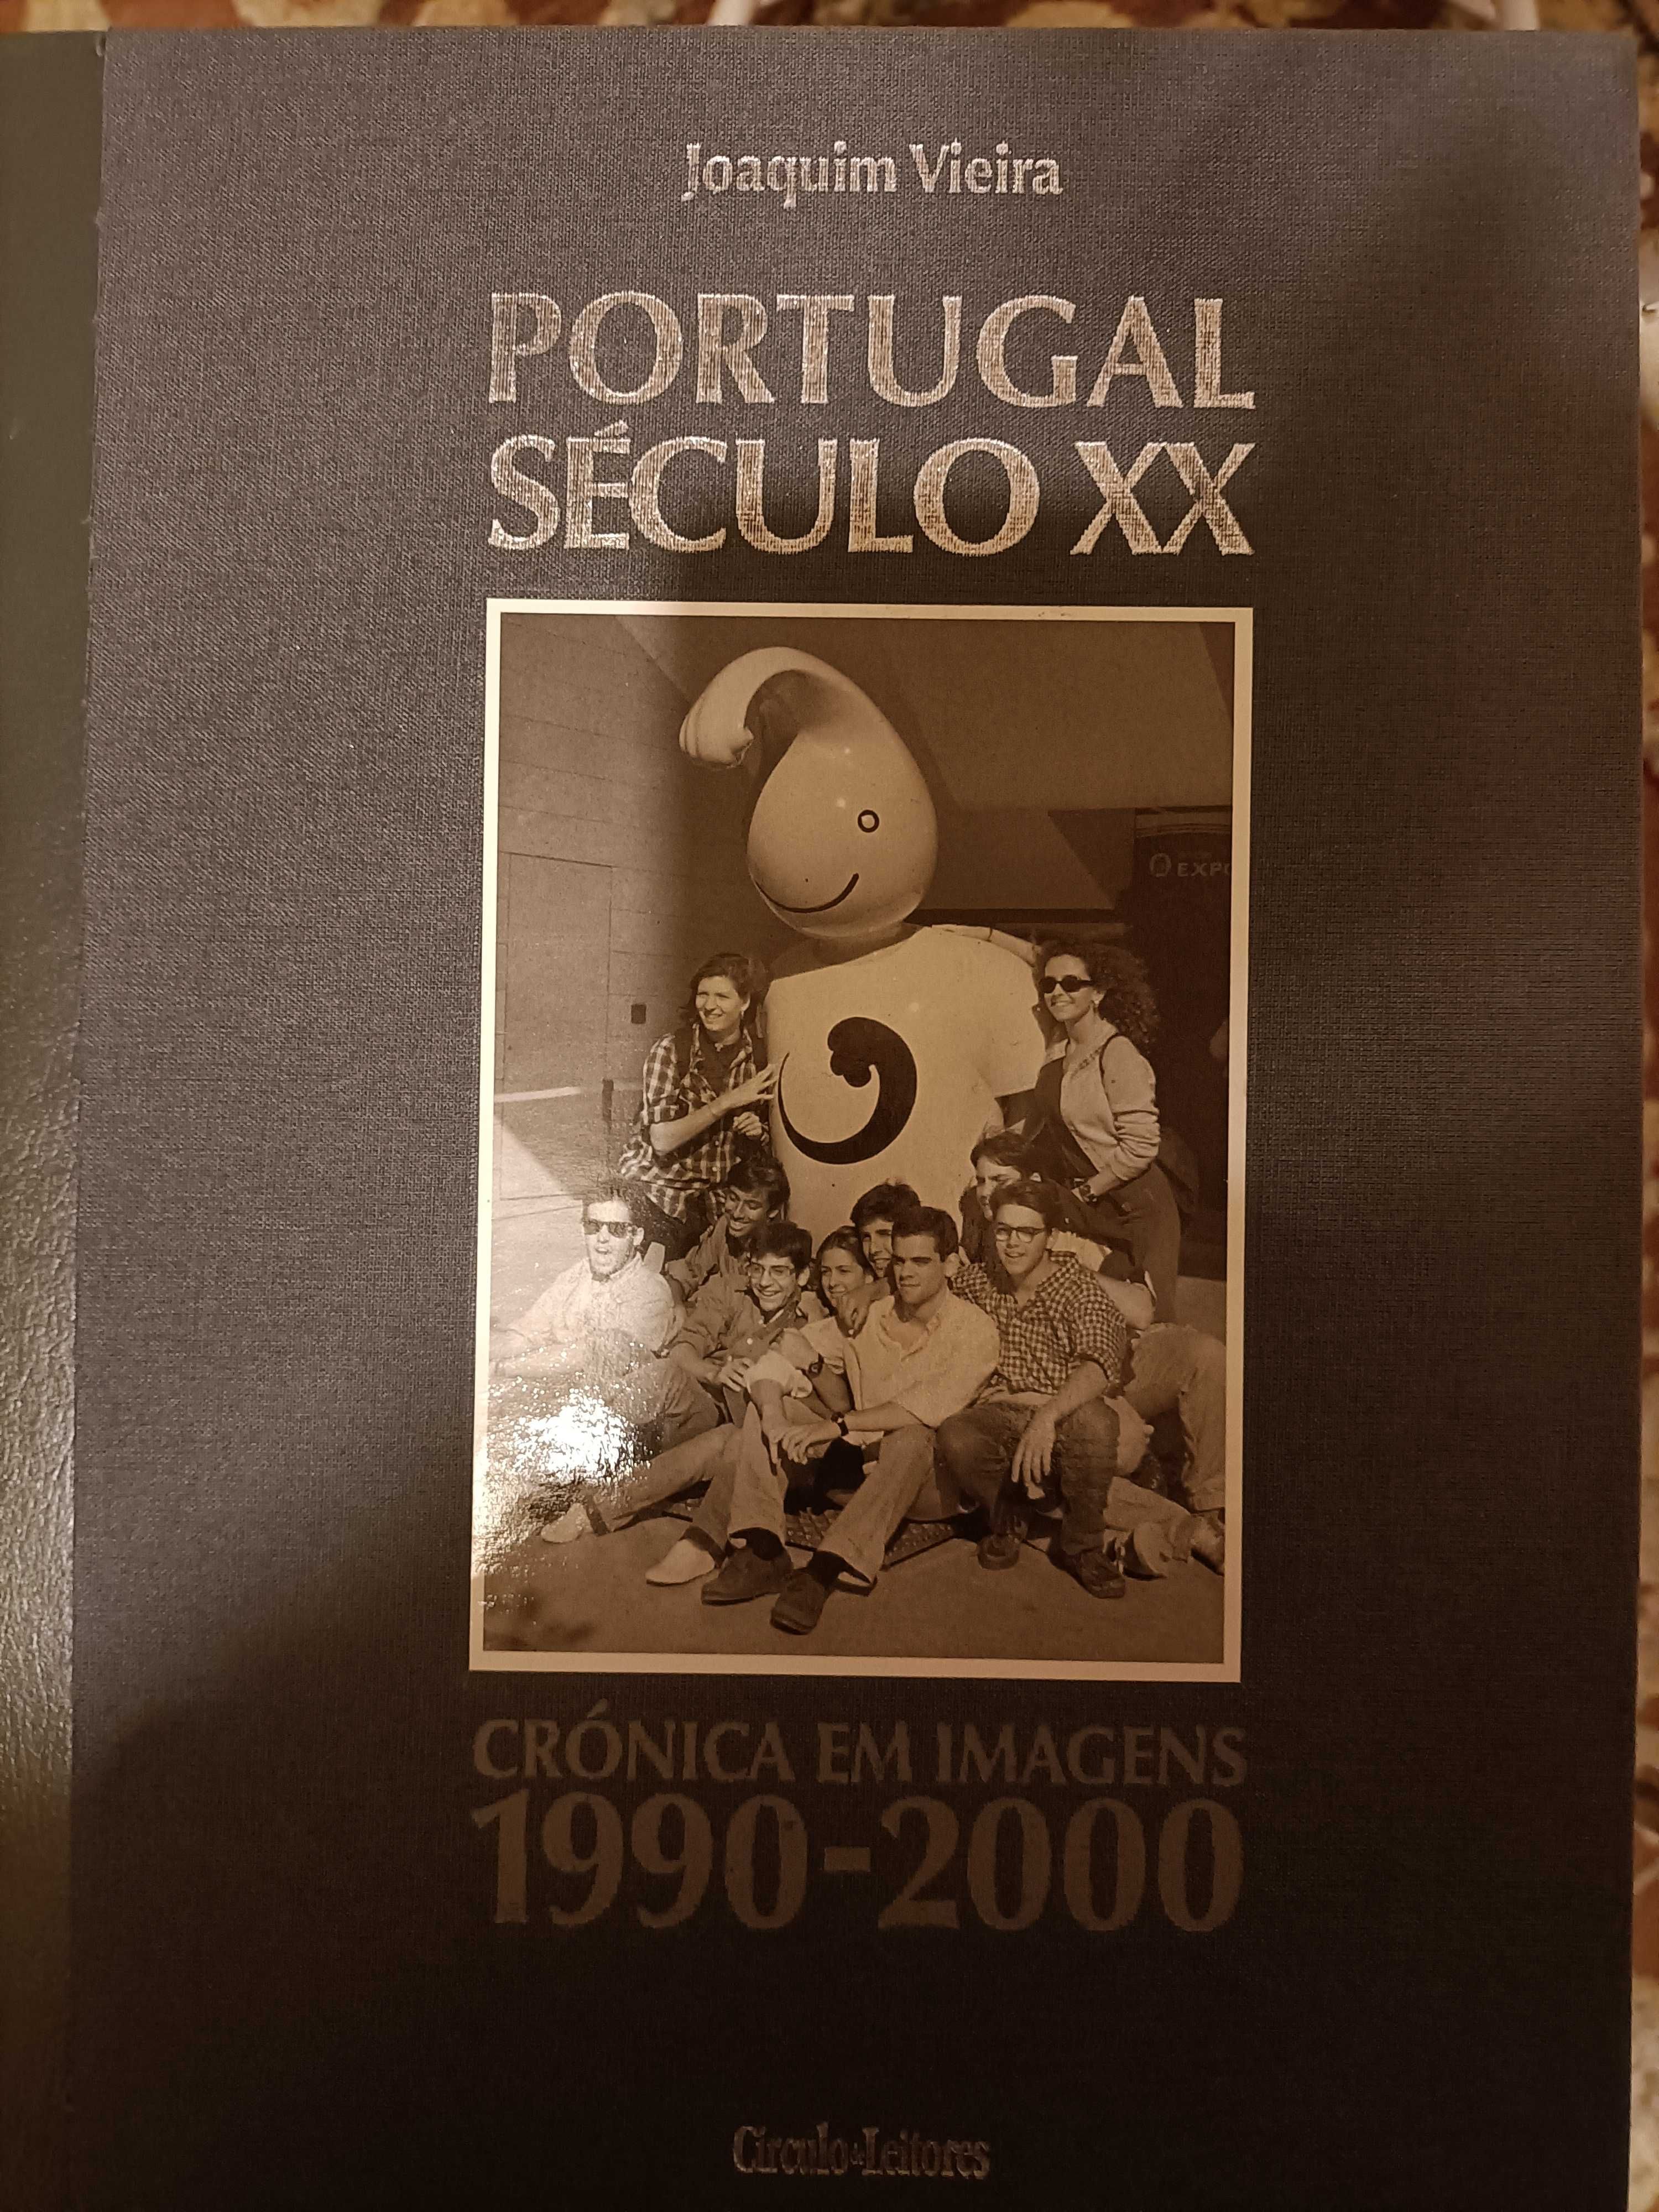 Joaquim Vieira
PORTUGAL
SÉCULO XX
EXPO
CRÓNICA EM IMAGENS
1990-2000
Círculo de Leitores